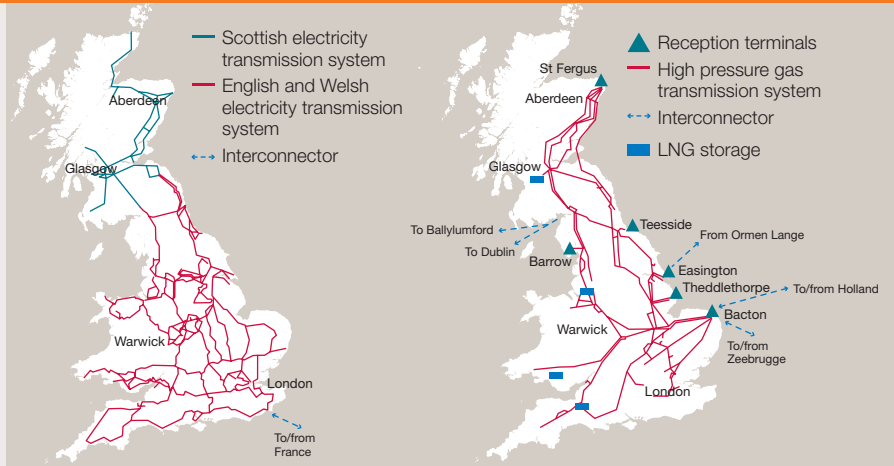 Scottish electricity
transmission system
English and Welsh
electricity transmission
system
Interconnector
Aberdeen
Glasgow
Warwick
London
To/from
France
Reception terminals
High pressure gas
transmission system
Interconnector
LNG storage
St Fergus
Aberdeen
Glasgow
Teesside
To Ballylumford
From Ormen Lange
To Dublin
Barrow
Easington
Theddlethorpe
To/from Holland
Bacton
Warwick
To/from
Zeebrugge
London